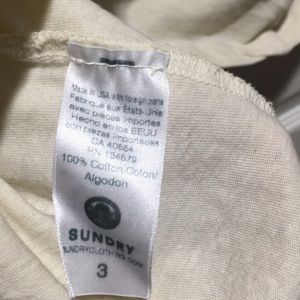 Made in USA with foreign parts
Fabriqué aux États-Unis
avec pièces importées
Hecho en los EEUU
con piezas importadas
CA 40664
RN 134579
100% Cotton/Coton/
Algodon
SUNDRY
SUNDRYCLOTHING.COM
3